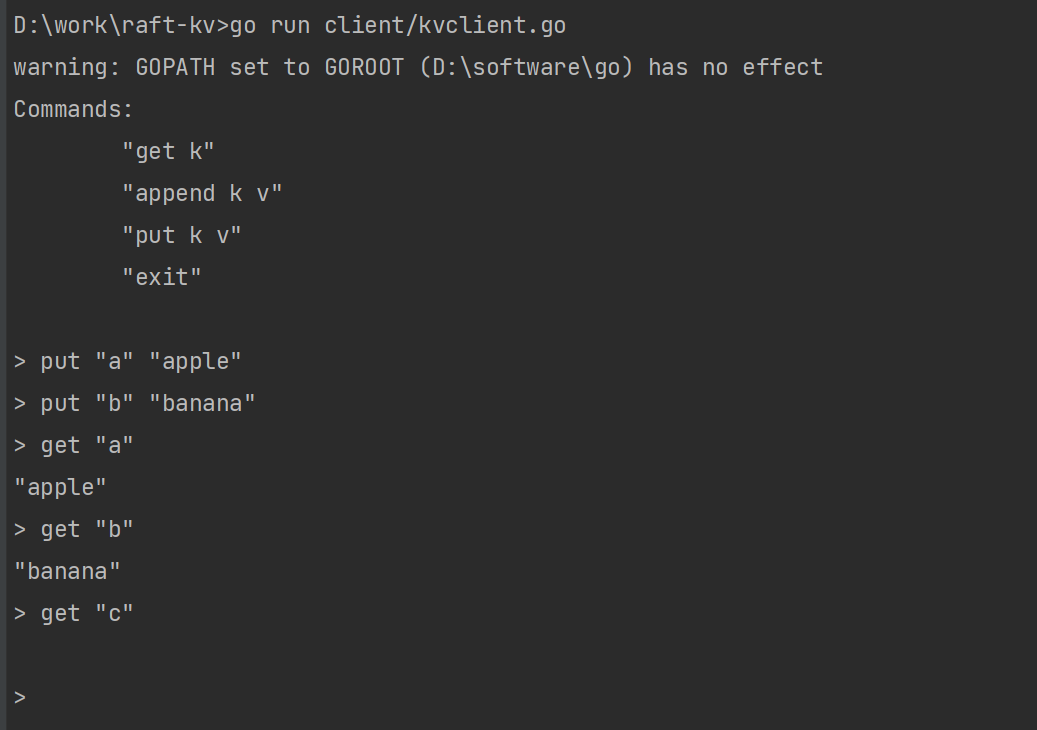 D:\work\raft-kv>go run client/kvclient.go
warning: GOPATH set to GOROOT (D:\software\go) has no effect
Commands:
        "get k"
        "append k v"
        "put k v"
        "exit"

> put "a" "apple"
> put "b" "banana"
> get "a"
"apple"
> get "b"
"banana"
> get "c"

>